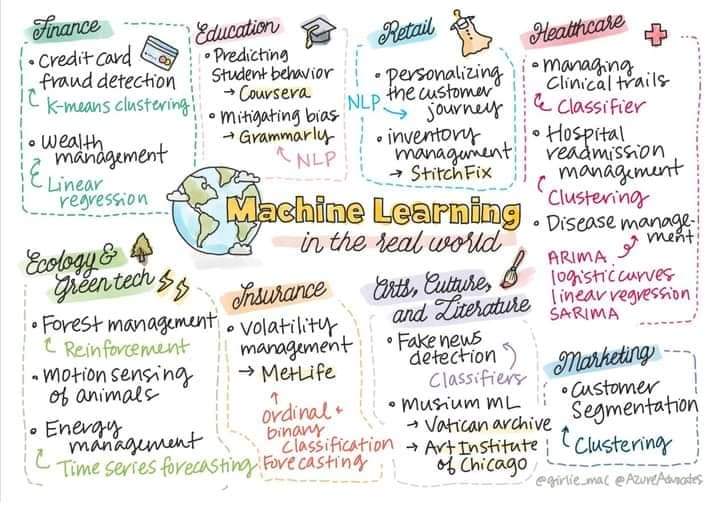 Finance
• Credit card
fraud detection
K-means clustering
• Wealth
management
Linear
regression
Education
• Predicting
Student behavior
→ Coursera
• Mitigating bias
→ Grammarly
NLP
Retail
• personalizing
the customer
journey
NLP
• inventory
managament
→ StitchFix
Healthcare
• managing
Clinical trails
Classifier
• Hospital
readmission
management
Clustering
• Disease manage-
ment
ARIMA
logistic curves
linear regression
SARIMA
Machine Learning
in the real world
Ecology &
Green tech
• Forest management
Reinforcement
• Motion sensing
of animals
• Energy
management
Time series forecasting
Insurance
• Volatility
management
→ MetLife
Ordinal +
binary
Classification
Forecasting
Arts, Culture,
and Literature
• Fake news
detection
Classifiers
• Musium ML
→ Vatican archive
→ Art Institute
of Chicago
Marketing
• Customer
Segmentation
Clustering
@girlie_mac @AzureAdvocates